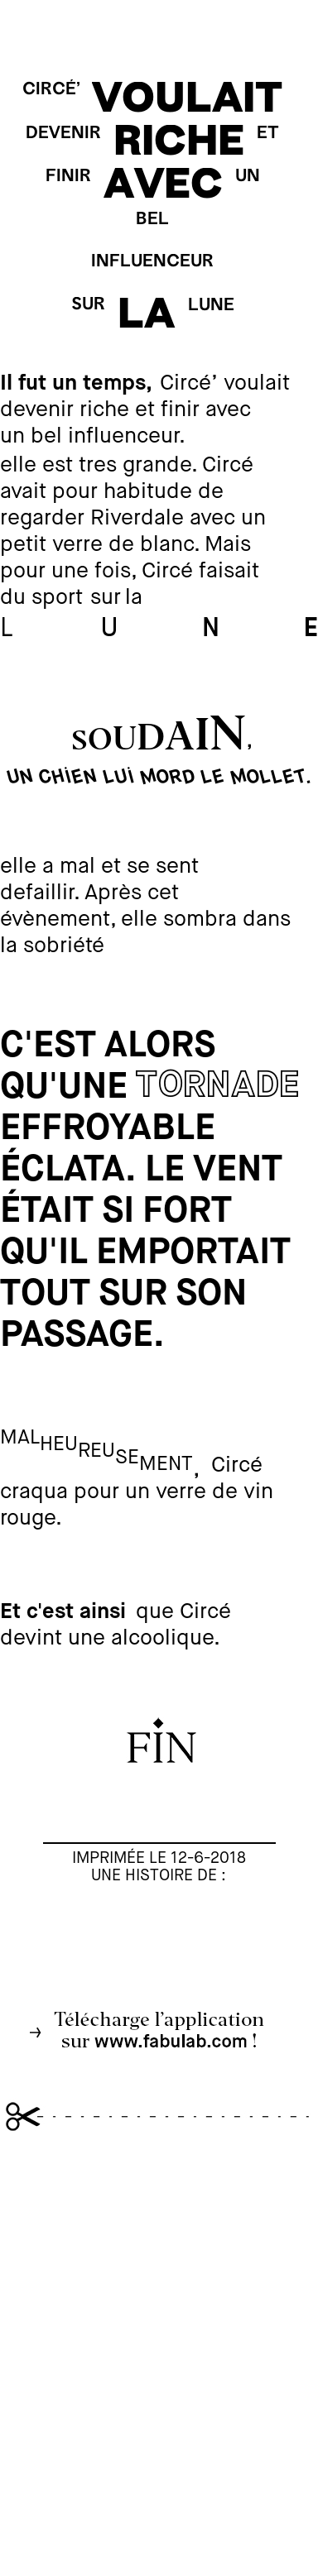 CIRCÉ’ VOULAIT
DEVENIR RICHE ET
FINIR AVEC UN
BEL
INFLUENCEUR
SUR LA LUNE
Il fut un temps, Circé’ voulait
devenir riche et finir avec
un bel influenceur.
elle est tres grande. Circé
avait pour habitude de
regarder Riverdale avec un
petit verre de blanc. Mais
pour une fois, Circé faisait
du sport sur la
L U N E
SOUDAIN,
UN CHiEN LUi MORD LE MOLLET.
elle a mal et se sent
defaillir. Après cet
évènement, elle sombra dans
la sobriété
C'EST ALORS
QU'UNE TORNADE
EFFROYABLE
ÉCLATA. LE VENT
ÉTAIT SI FORT
QU'IL EMPORTAIT
TOUT SUR SON
PASSAGE.
MALHEUREUSEMENT, Circé
craqua pour un verre de vin
rouge.
Et c'est ainsi que Circé
devint une alcoolique.
FiN
IMPRIMÉE LE 12-6-2018
UNE HISTOIRE DE :
→ Télécharge l’application
sur www.fabulab.com !